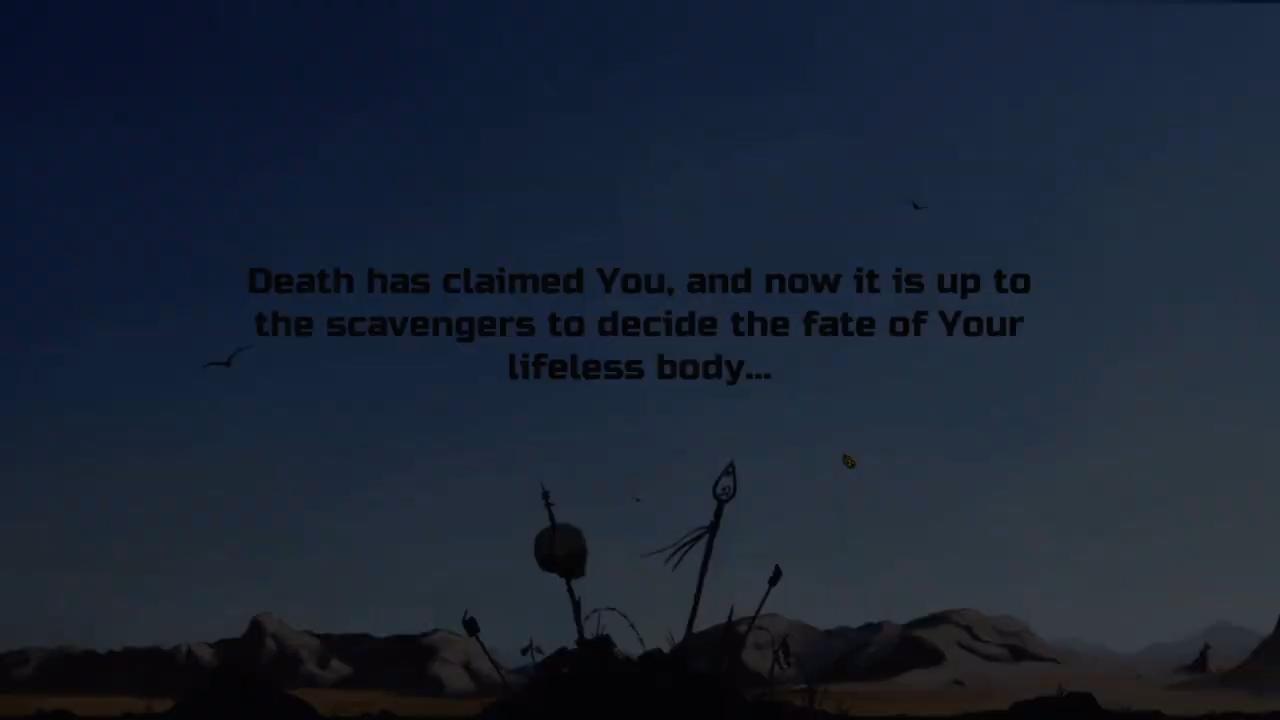 Death has claimed You, and now it is up to
the scavengers to decide the fate of Your
lifeless body...